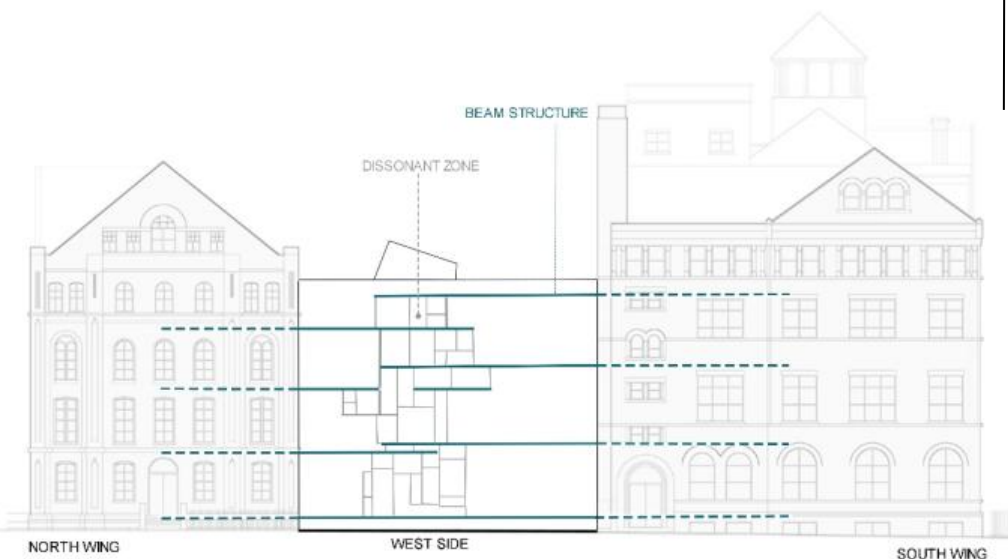 BEAM STRUCTURE
DISSONANT ZONE
NORTH WING
WEST SIDE
SOUTH WING